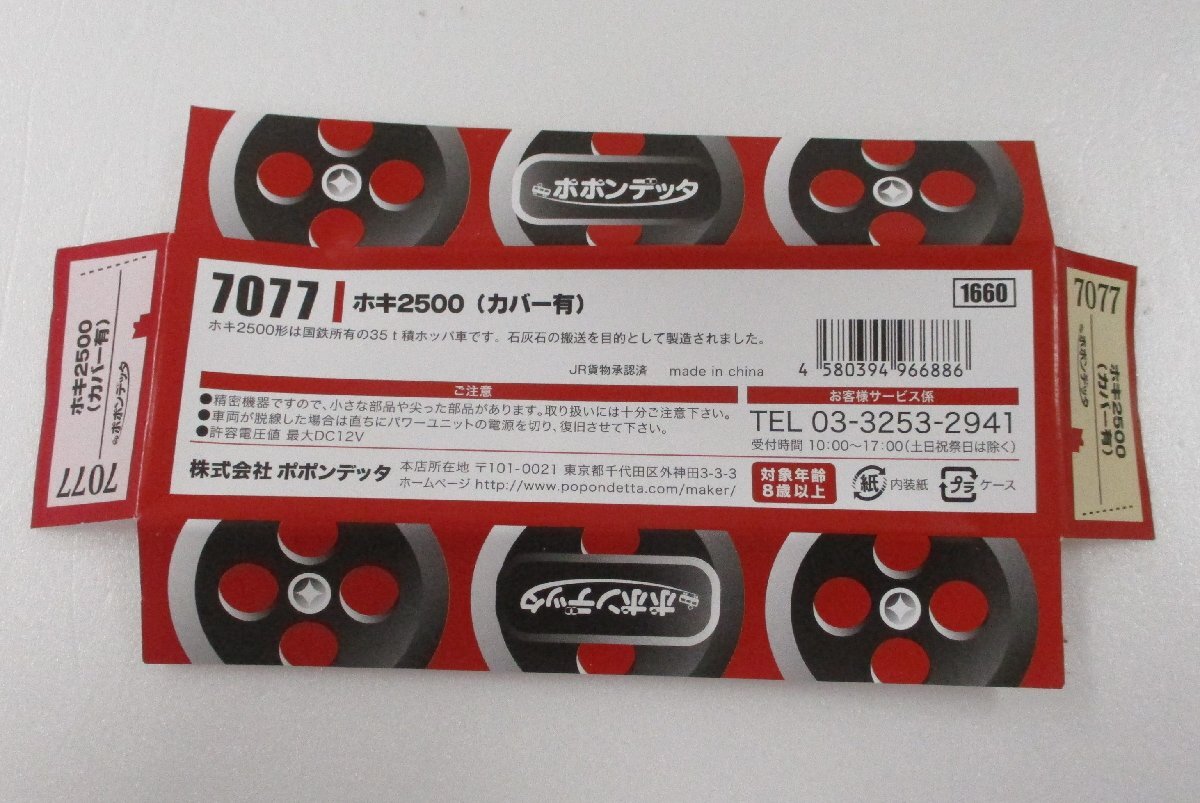 ポポンデッタ
7077 ホキ2500（カバー有）
1660
ホキ2500形は国鉄所有の35ｔ積ホッパ車です。石灰石の搬送を目的として製造されました。
JR貨物承認済 made in china
4 580394 966886
ご注意
●精密機器ですので、小さな部品や尖った部品があります。取り扱いには十分ご注意下さい。
●車両が脱線した場合は直ちにパワーユニットの電源を切り、復旧させて下さい。
●許容電圧値 最大DC12V
お客様サービス係
TEL 03-3253-2941
受付時間 10:00〜17:00（土日祝祭日は除く）
株式会社 ポポンデッタ
本店所在地 〒101-0021 東京都千代田区外神田3-3-3
ホームページ http://www.popondetta.com/maker/
対象年齢
8歳以上
紙 内装紙
プラ ケース
7077
ホキ2500
（カバー有）
ポポンデッタ
7077
ホキ2500
（カバー有）
ポポンデッタ
ポポンデッタ